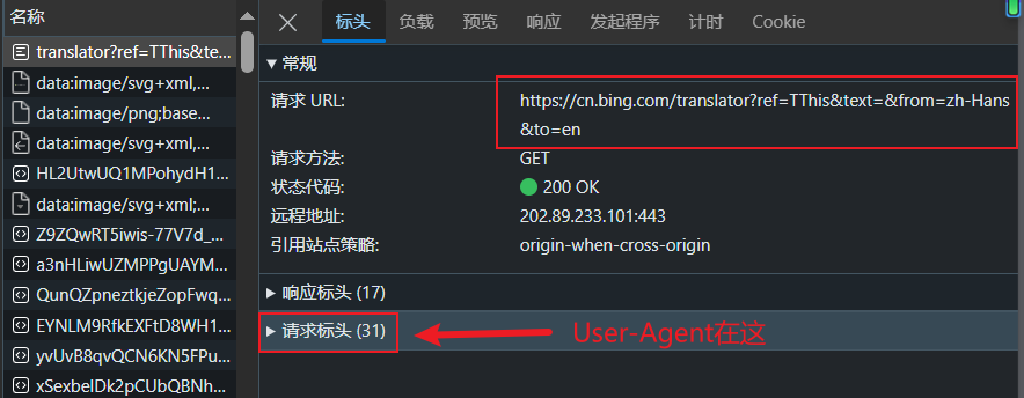 名称
translator?ref=TThis&te...
data:image/svg+xml,...
data:image/png;base...
data:image/svg+xml,...
HL2UtwUQ1MPohydH1...
data:image/svg+xml;...
Z9ZQwRT5iwis-77V7d_...
a3nHLiwUZMPPgUAYM...
QunQZpneztkjeZopFwq...
EYNLM9RfkEXFtD8WH1...
yvUvB8qvQCN6KN5FPu...
xSexbelDk2pCUbQBNh...
标头 负载 预览 响应 发起程序 计时 Cookie
常规
请求 URL: https://cn.bing.com/translator?ref=TThis&text=&from=zh-Hans
&to=en
请求方法: GET
状态代码: 200 OK
远程地址: 202.89.233.101:443
引用站点策略: origin-when-cross-origin
响应标头 (17)
请求标头 (31) User-Agent在这